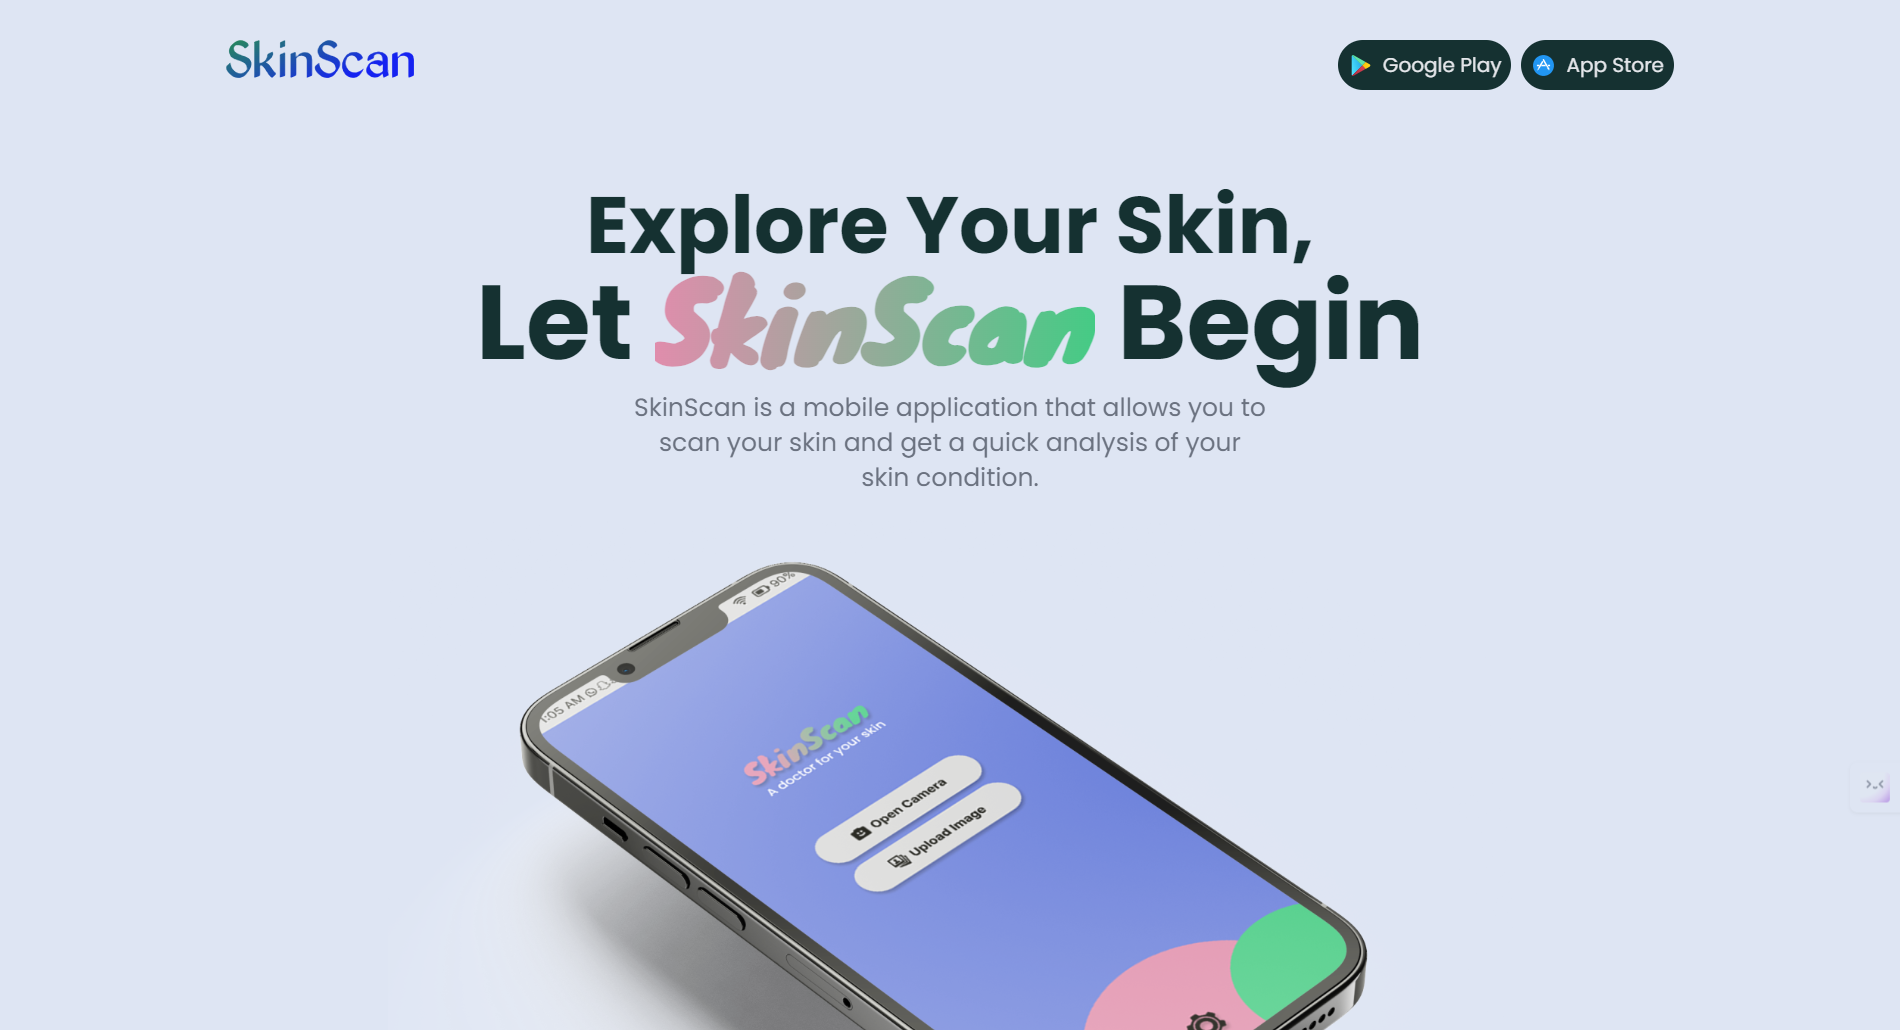 SkinScan
Google Play
App Store
Explore Your Skin,
Let SkinScan Begin
SkinScan is a mobile application that allows you to
scan your skin and get a quick analysis of your
skin condition.
90%
:05 AM
SkinScan
A doctor for your skin
Open Camera
Upload Image